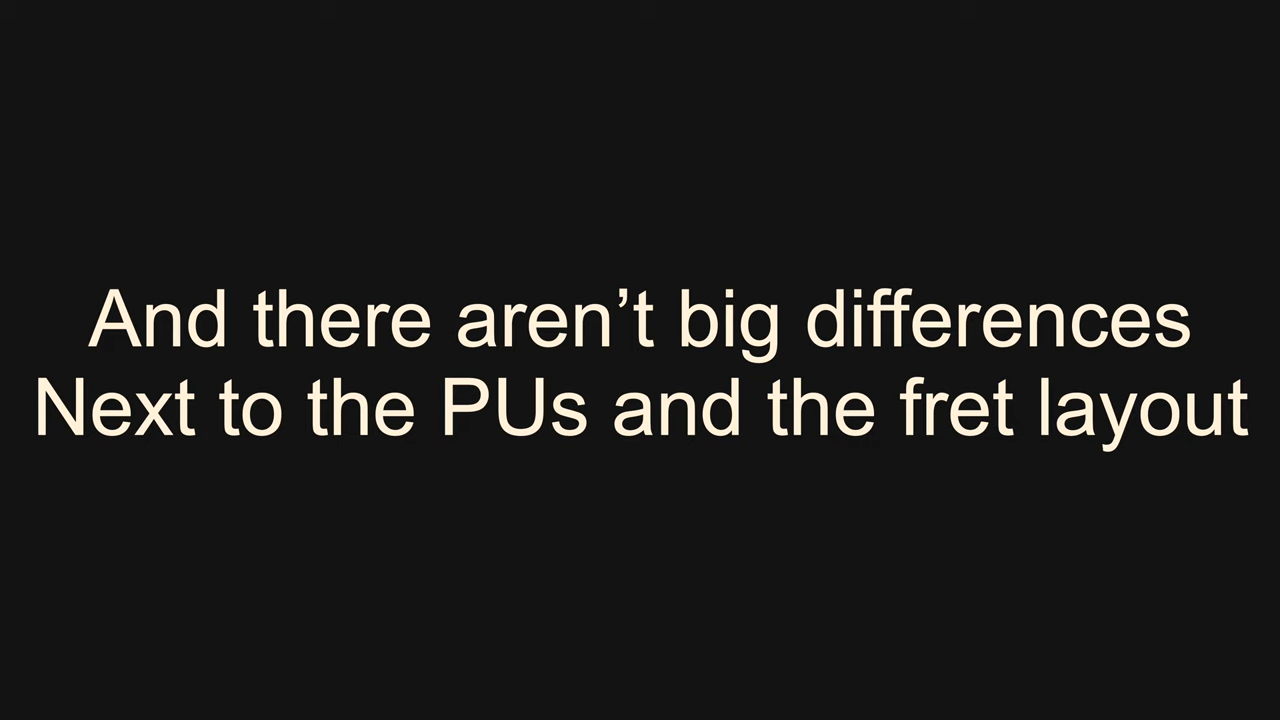 And there aren’t big differences
Next to the PUs and the fret layout